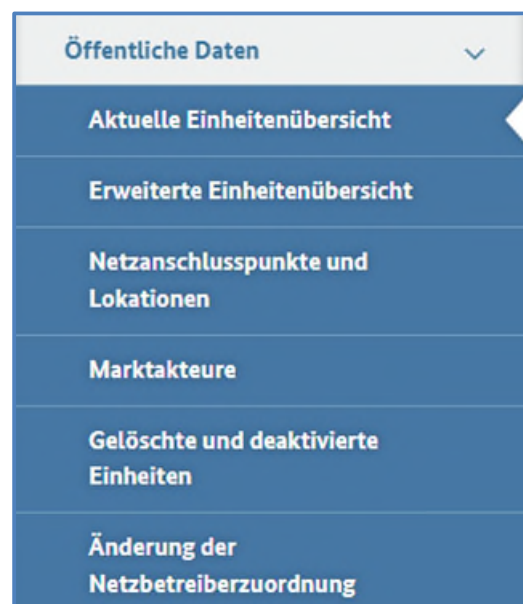 Öffentliche Daten
Aktuelle Einheitenübersicht
Erweiterte Einheitenübersicht
Netzanschlusspunkte und
Lokationen
Marktakteure
Gelöschte und deaktivierte
Einheiten
Änderung der
Netzbetreiberzuordnung